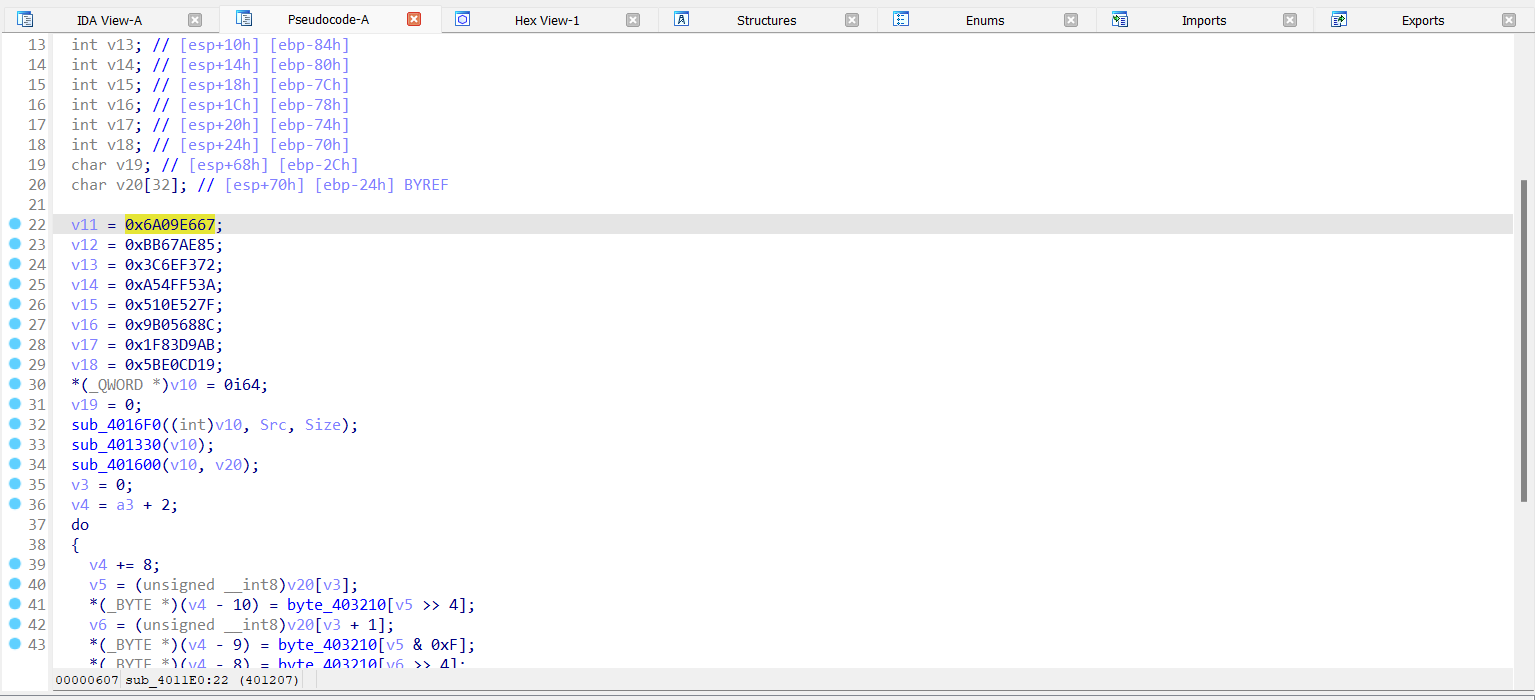 IDA View-A Pseudocode-A Hex View-1 Structures Enums Imports Exports
13 int v13; // [esp+10h] [ebp-84h]
14 int v14; // [esp+14h] [ebp-80h]
15 int v15; // [esp+18h] [ebp-7Ch]
16 int v16; // [esp+1Ch] [ebp-78h]
17 int v17; // [esp+20h] [ebp-74h]
18 int v18; // [esp+24h] [ebp-70h]
19 char v19; // [esp+68h] [ebp-2Ch]
20 char v20[32]; // [esp+70h] [ebp-24h] BYREF
21
22 v11 = 0x6A09E667;
23 v12 = 0xBB67AE85;
24 v13 = 0x3C6EF372;
25 v14 = 0xA54FF53A;
26 v15 = 0x510E527F;
27 v16 = 0x9B05688C;
28 v17 = 0x1F83D9AB;
29 v18 = 0x5BE0CD19;
30 *(_QWORD *)v10 = 0i64;
31 v19 = 0;
32 sub_4016F0((int)v10, Src, Size);
33 sub_401330(v10);
34 sub_401600(v10, v20);
35 v3 = 0;
36 v4 = a3 + 2;
37 do
38 {
39 v4 += 8;
40 v5 = (unsigned __int8)v20[v3];
41 *(_BYTE *)(v4 - 10) = byte_403210[v5 >> 4];
42 v6 = (unsigned __int8)v20[v3 + 1];
43 *(_BYTE *)(v4 - 9) = byte_403210[v5 & 0xF];
*(_BYTE *)(v4 - 8) = byte_403210[v6 >> 4];
00000607 sub_4011E0:22 (401207)